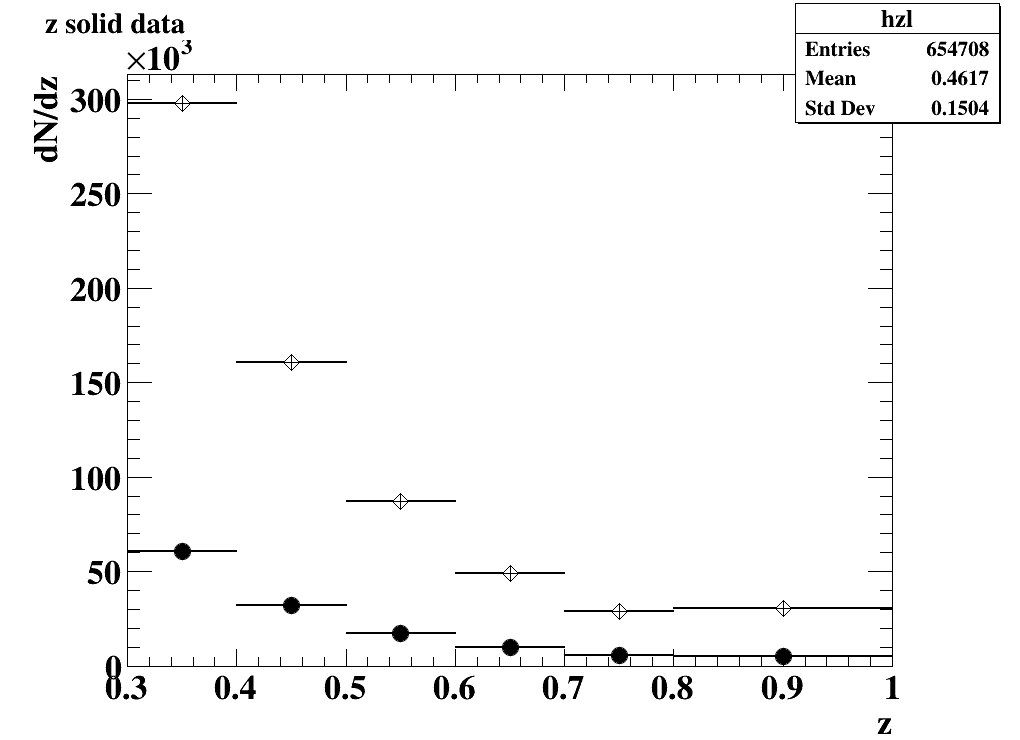 z solid data
×10³
hzl
Entries 654708
Mean 0.4617
Std Dev 0.1504
dN/dz
300
250
200
150
100
50
0
0.3 0.4 0.5 0.6 0.7 0.8 0.9 1
z